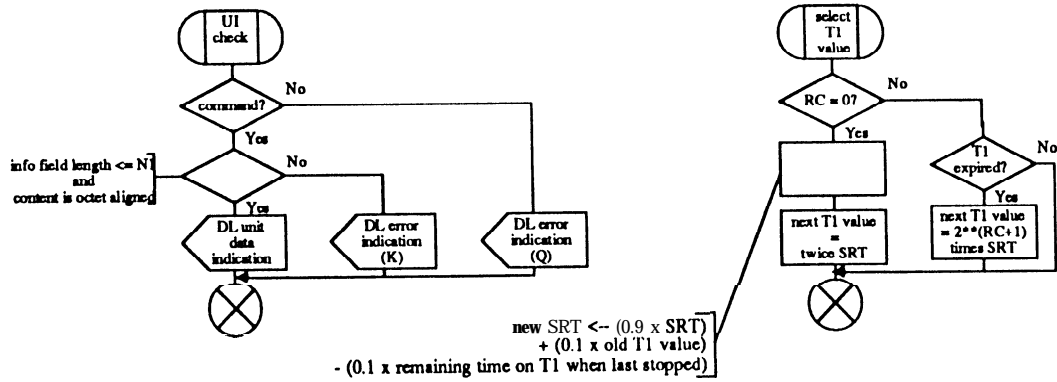 UI
check
command?
No
Yes
info field length <= N1
and
content is octet aligned
No
Yes
DL unit
data
indication
DL error
indication
(K)
DL error
indication
(Q)
select
T1
value
RC = 0?
No
Yes
T1
expired?
No
Yes
next T1 value
=
twice SRT
next T1 value
= 2**(RC+1)
times SRT
new SRT <-- (0.9 x SRT)
+ (0.1 x old T1 value)
- (0.1 x remaining time on T1 when last stopped)